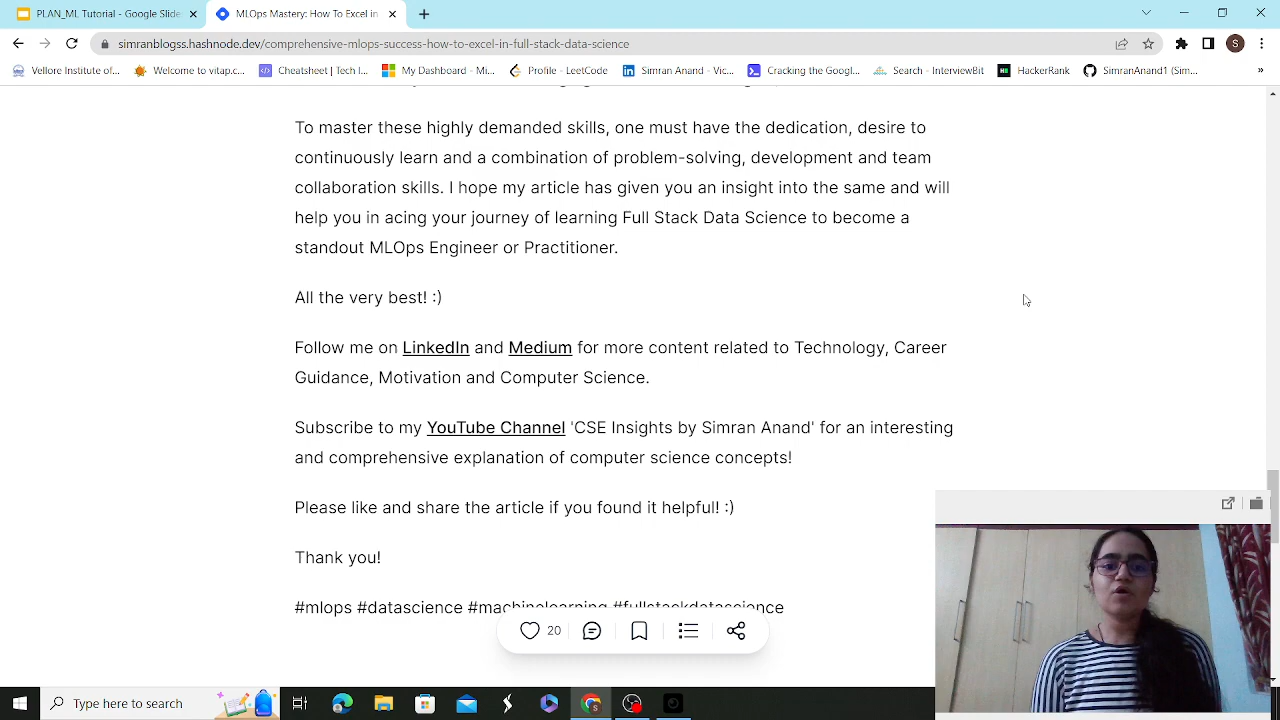 PLAN_ML Tutorial - Google Slide
MLOps Mastery: How to Excel in
simranblogss.hashnode.dev/comprehensive-mlops-success-how-to-excel-in-full-stack-data-science
S
Vellore Institute of...
Welcome to vitap.c...
Codechef | Tech I...
My Dashboard - M...
Profile - LeetCode
Simran Anand - Vic...
Cracking the Googl...
Search - InterviewBit
HackerRank
SimranAnand1 (Sim...
»
To master these highly demanded skills, one must have the dedication, desire to
continuously learn and a combination of problem-solving, development and team
collaboration skills. I hope my article has given you an insight into the same and will
help you in acing your journey of learning Full Stack Data Science to become a
standout MLOps Engineer or Practitioner.
All the very best! :)
Follow me on LinkedIn and Medium for more content related to Technology, Career
Guidance, Motivation and Computer Science.
Subscribe to my YouTube Channel 'CSE Insights by Simran Anand' for an interesting
and comprehensive explanation of computer science concepts!
Please like and share the article if you found it helpful! :)
Thank you!
#mlops #datascience #machinelearning #fullstackdatascience
20
Type here to search